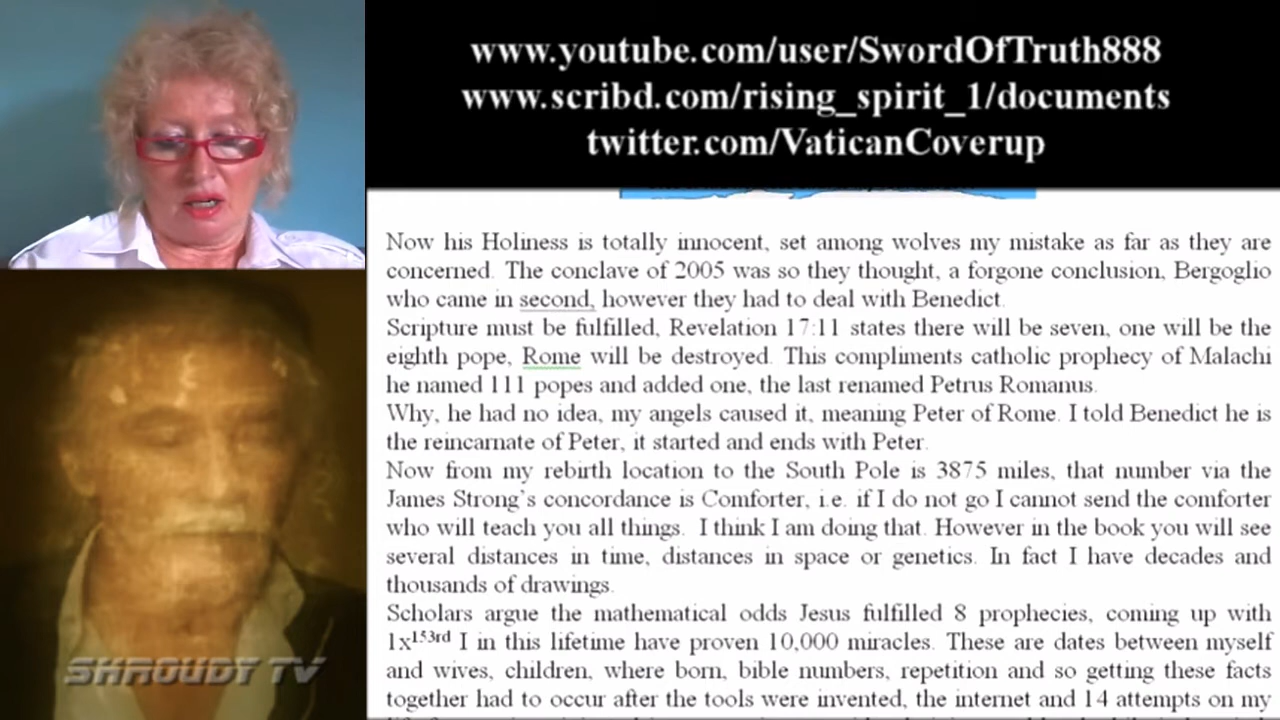 www.youtube.com/user/SwordOfTruth888
www.scribd.com/rising_spirit_1/documents
twitter.com/VaticanCoverup
Now his Holiness is totally innocent, set among wolves my mistake as far as they are
concerned. The conclave of 2005 was so they thought, a forgone conclusion, Bergoglio
who came in second, however they had to deal with Benedict.
Scripture must be fulfilled, Revelation 17:11 states there will be seven, one will be the
eighth pope, Rome will be destroyed. This compliments catholic prophecy of Malachi
he named 111 popes and added one, the last renamed Petrus Romanus.
Why, he had no idea, my angels caused it, meaning Peter of Rome. I told Benedict he is
the reincarnate of Peter, it started and ends with Peter.
Now from my rebirth location to the South Pole is 3875 miles, that number via the
James Strong's concordance is Comforter, i.e. if I do not go I cannot send the comforter
who will teach you all things. I think I am doing that. However in the book you will see
several distances in time, distances in space or genetics. In fact I have decades and
thousands of drawings.
Scholars argue the mathematical odds Jesus fulfilled 8 prophecies, coming up with
1x153rd I in this lifetime have proven 10,000 miracles. These are dates between myself
and wives, children, where born, bible numbers, repetition and so getting these facts
together had to occur after the tools were invented, the internet and 14 attempts on my
SHROUDY TV